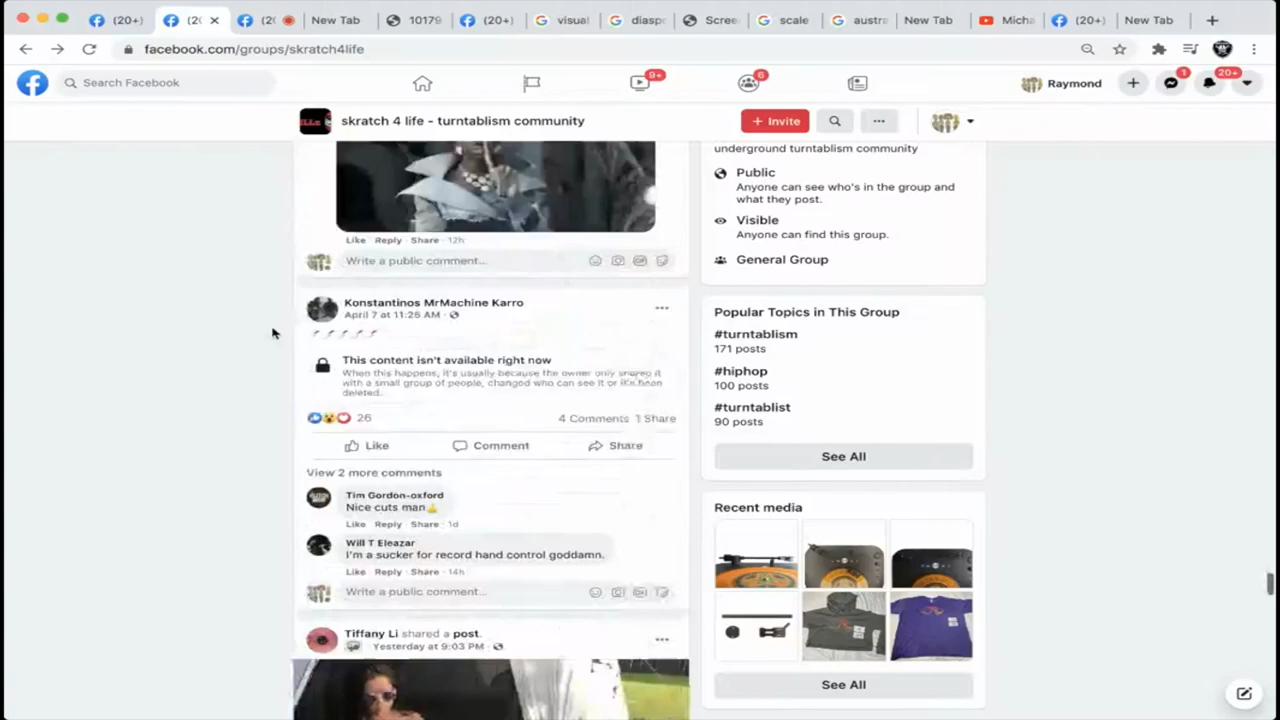 (20+)
(2(
(2(
New Tab
10179
(20+)
visual
diasp
Scree
scale
austra
New Tab
Micha
(20+)
New Tab
facebook.com/groups/skratch4life
Search Facebook
9+
6
Raymond
1
20+
skratch 4 life - turntablism community
+ Invite
underground turntablism community
Public
Anyone can see who's in the group and
what they post.
Visible
Anyone can find this group.
General Group
Like Reply Share 12h
Write a public comment...
Konstantinos MrMachine Karro
April 7 at 11:26 AM
This content isn't available right now
When this happens, it's usually because the owner only shared it
with a small group of people, changed who can see it or it's been
deleted.
26
4 Comments 1 Share
Like Comment Share
View 2 more comments
Tim Gordon-oxford
Nice cuts man
Like Reply Share 1d
Will T Eleazar
I'm a sucker for record hand control goddamn.
Like Reply Share 14h
Write a public comment...
Tiffany Li shared a post.
Yesterday at 9:03 PM
Popular Topics in This Group
#turntablism
171 posts
#hiphop
100 posts
#turntablist
90 posts
See All
Recent media
See All